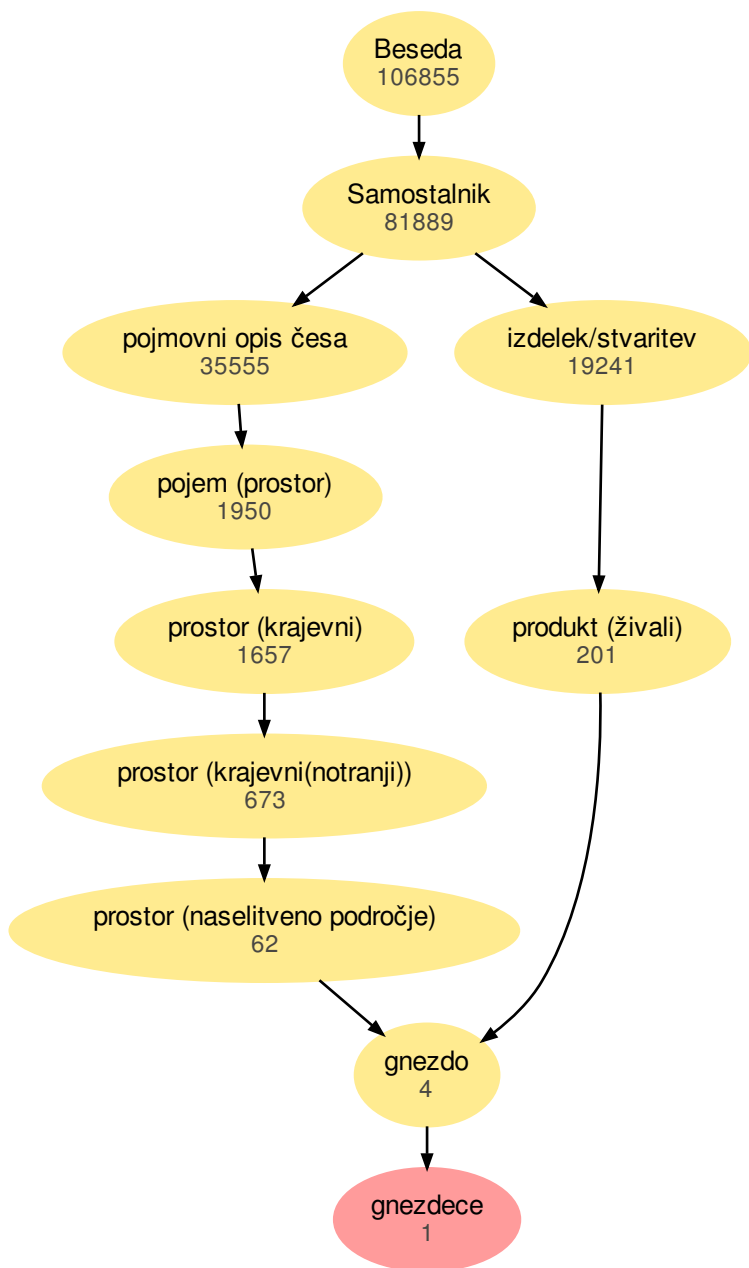 Beseda
106855
Samostalnik
81889
pojmovni opis česa
35555
izdelek/stvaritev
19241
pojem (prostor)
1950
prostor (krajevni)
1657
produkt (živali)
201
prostor (krajevni(notranji))
673
prostor (naselitveno področje)
62
gnezdo
4
gnezdece
1